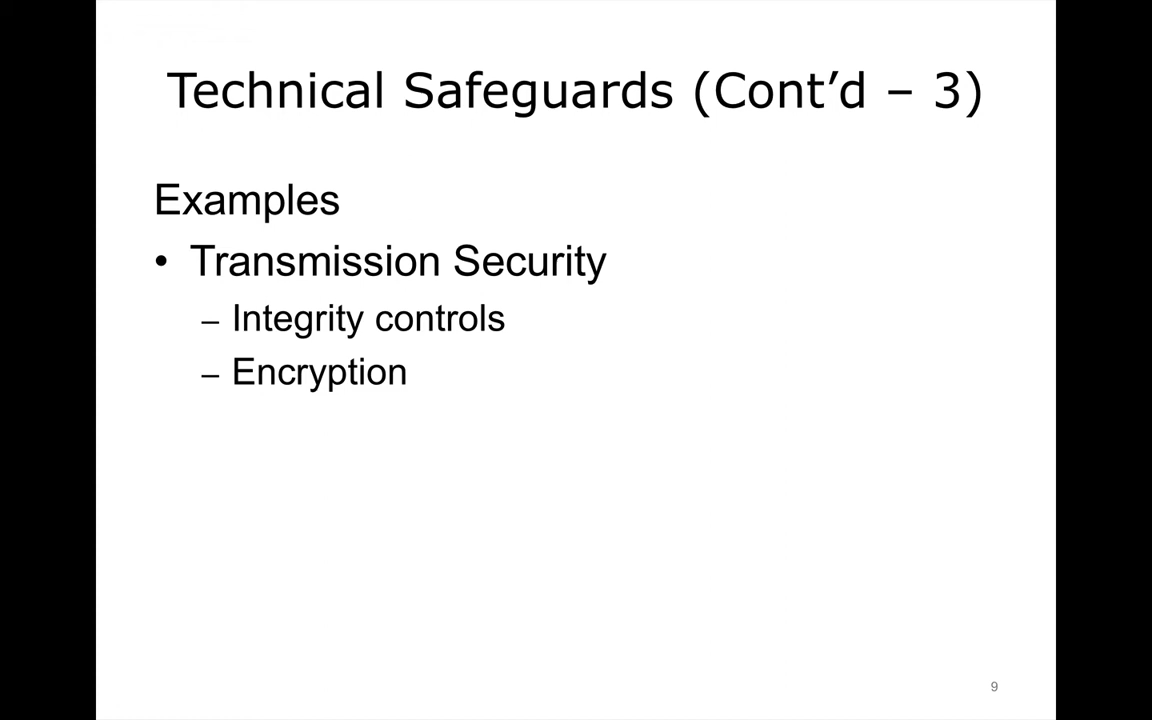 Technical Safeguards (Cont’d – 3)
Examples
• Transmission Security
– Integrity controls
– Encryption
9